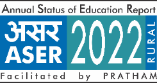 Annual Status of Education Report
असर
ASER
2022
RURAL
Facilitated by PRATHAM